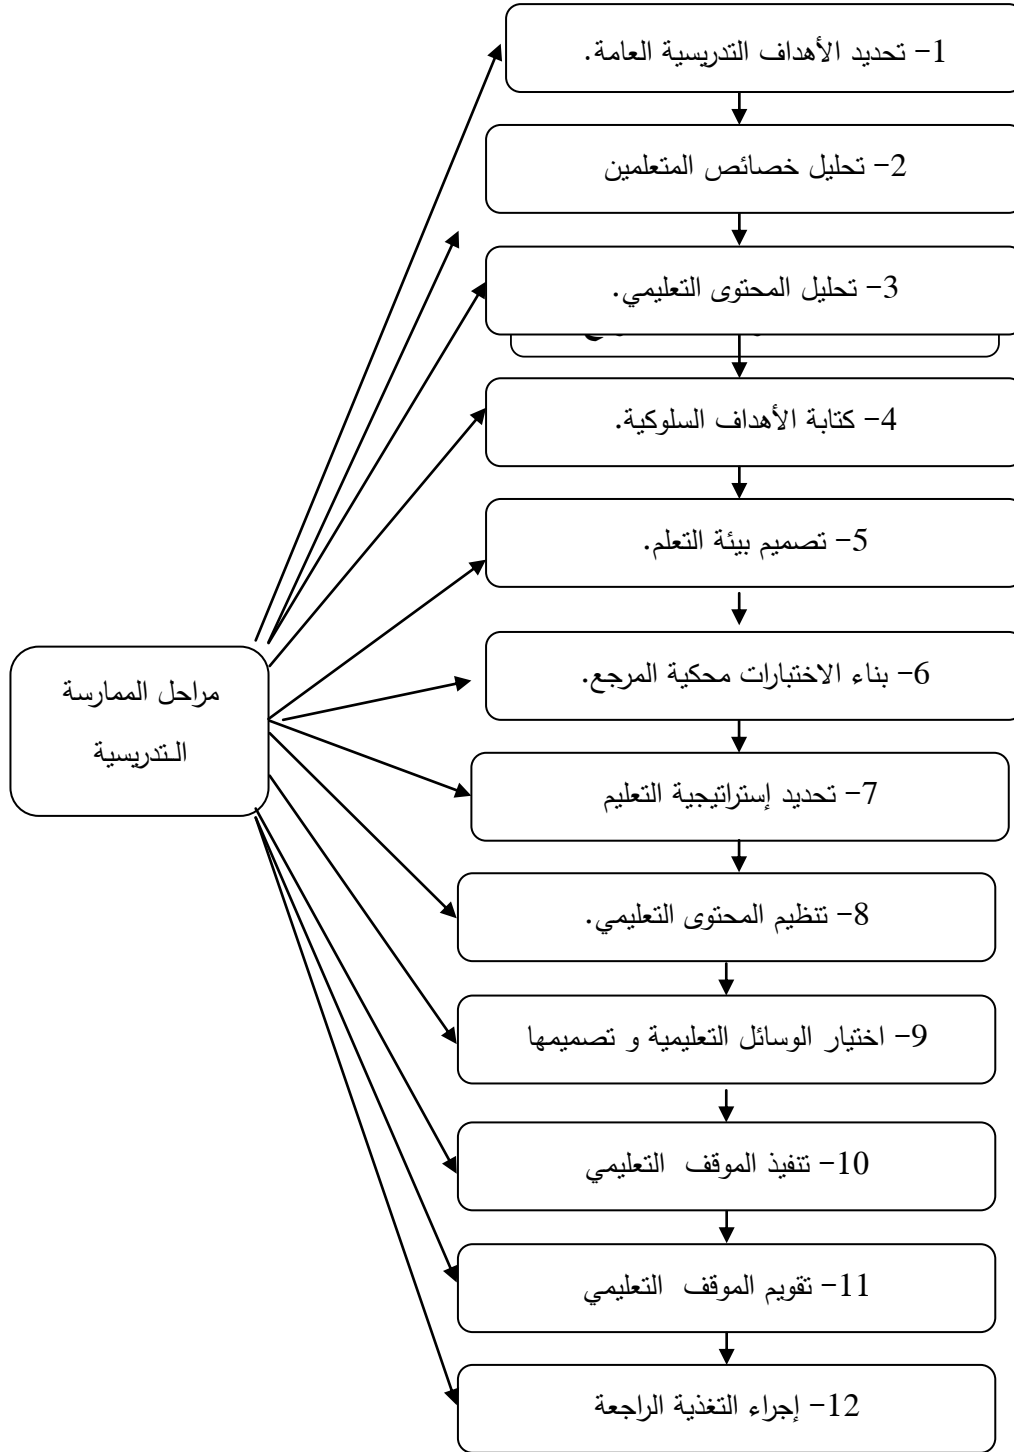 1- تحديد الأهداف التدريسية العامة.
2- تحليل خصائص المتعلمين
3- تحليل المحتوى التعليمي.
4- كتابة الأهداف السلوكية.
5- تصميم بيئة التعلم.
6- بناء الاختبارات محكية المرجع.
مراحل الممارسة
التدريسية
7- تحديد إستراتيجية التعليم
8- تنظيم المحتوى التعليمي.
9- اختيار الوسائل التعليمية و تصميمها
10- تنفيذ الموقف التعليمي
11- تقويم الموقف التعليمي
12- إجراء التغذية الراجعة